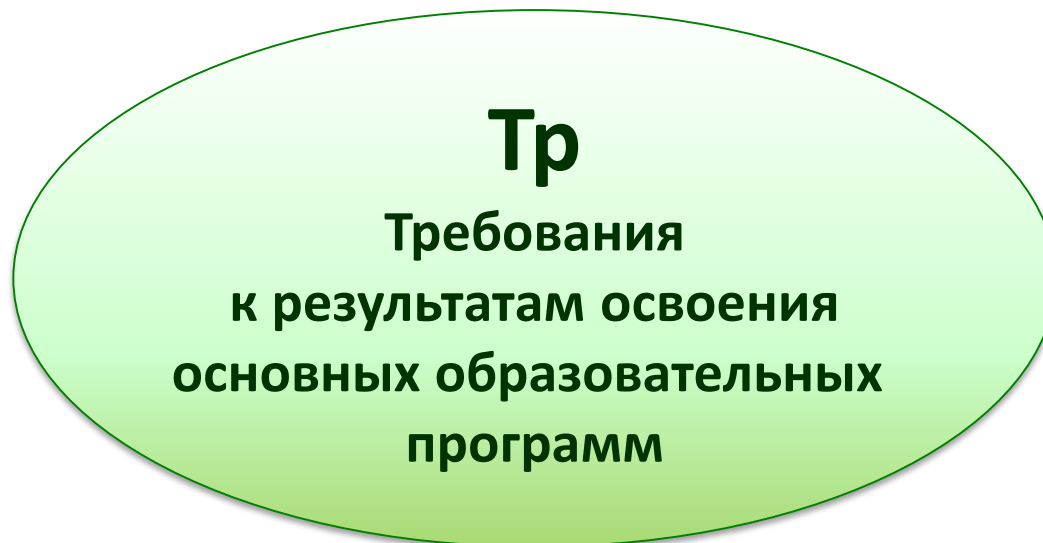 Тр
Требования
к результатам освоения
основных образовательных
программ